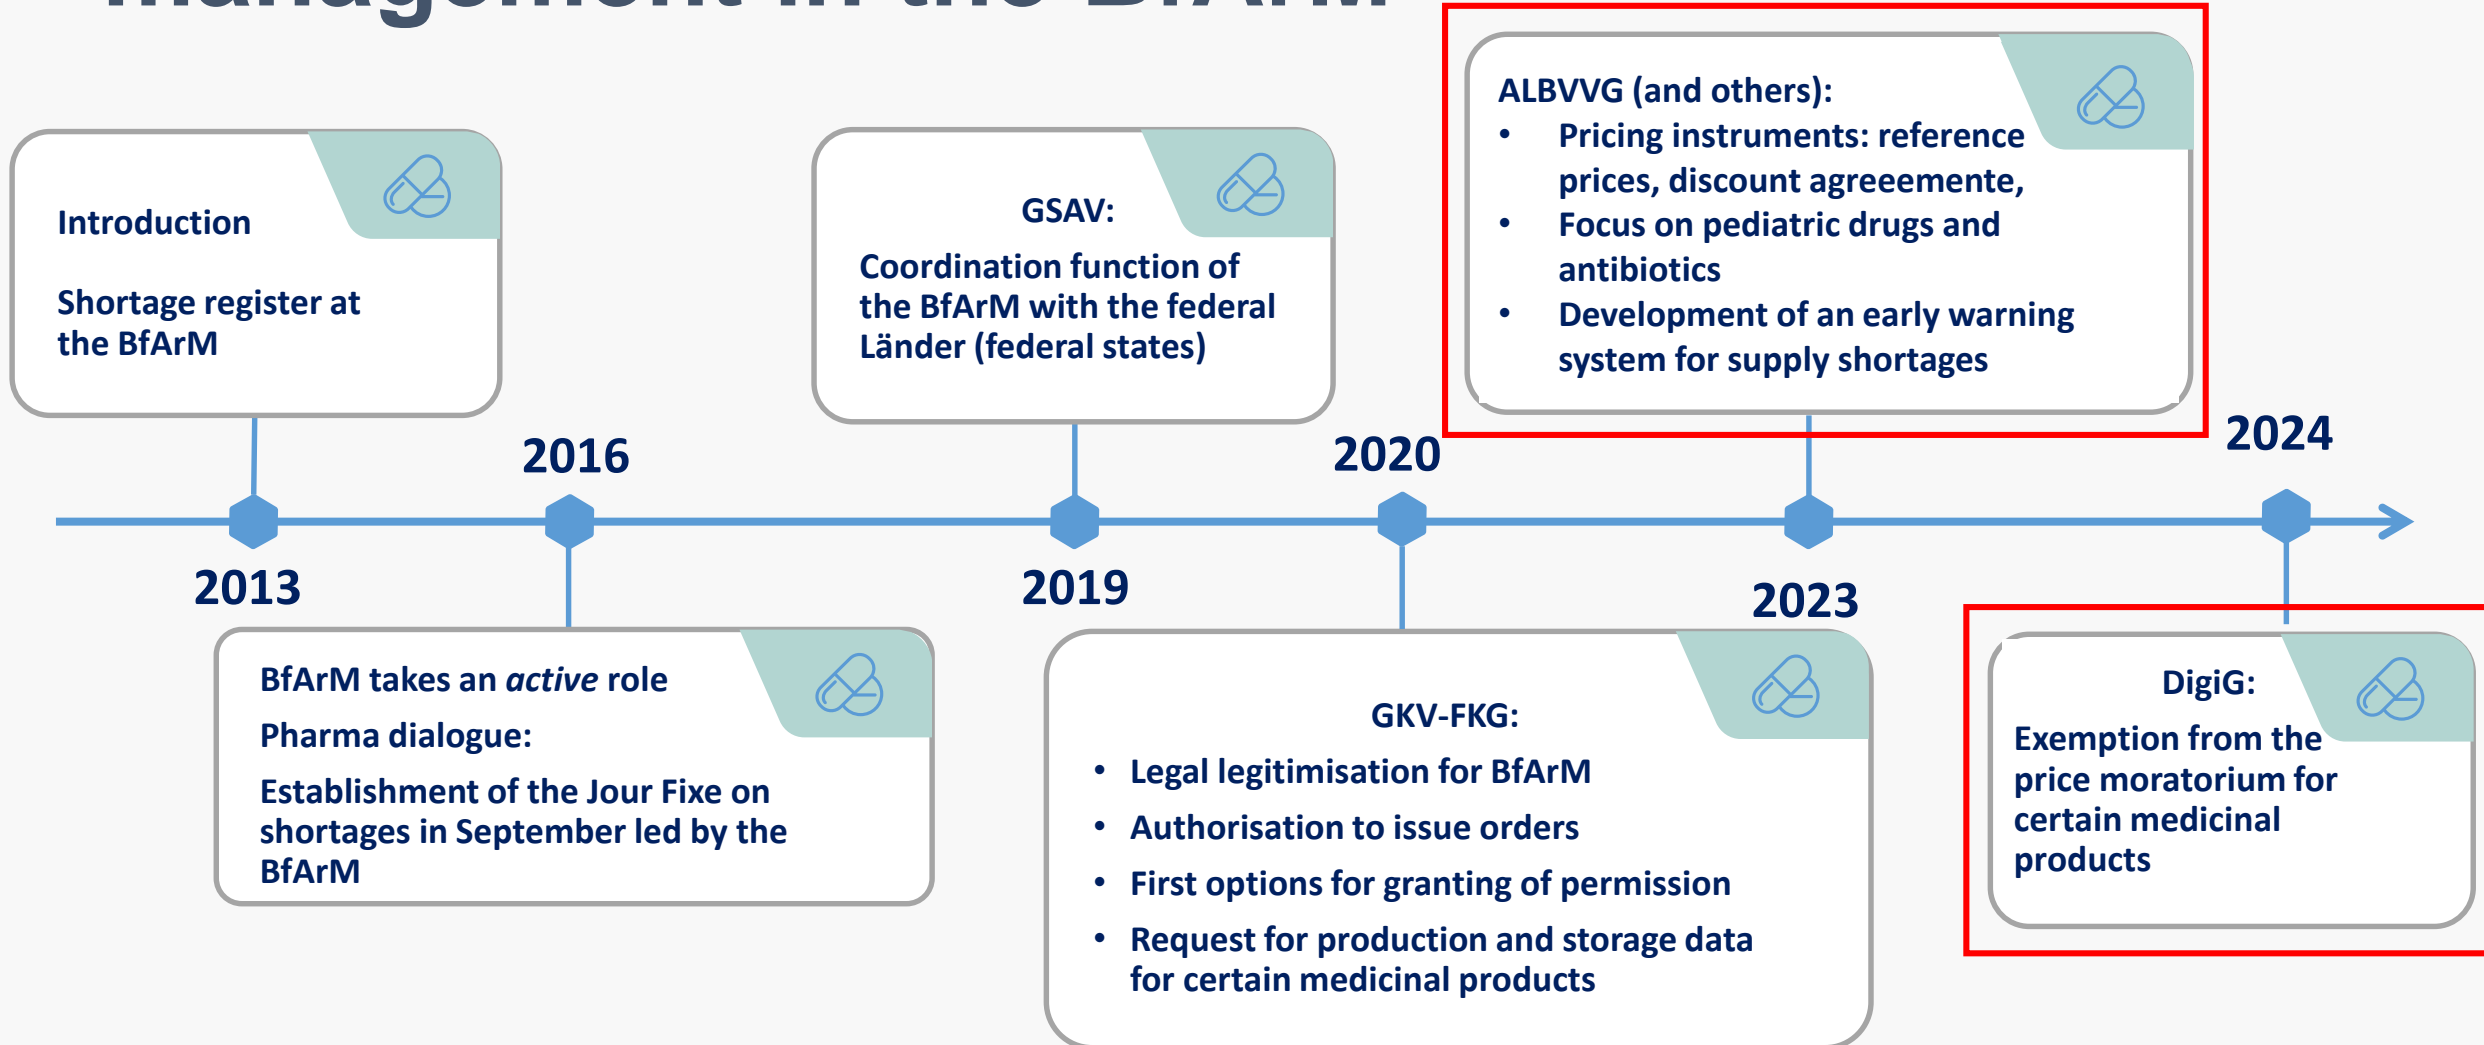 management in the BfArM
Introduction
Shortage register at
the BfArM
2013
2016
BfArM takes an active role
Pharma dialogue:
Establishment of the Jour Fixe on
shortages in September led by the
BfArM
GSAV:
Coordination function of
the BfArM with the federal
Länder (federal states)
2019
2020
GKV-FKG:
• Legal legitimisation for BfArM
• Authorisation to issue orders
• First options for granting of permission
• Request for production and storage data
for certain medicinal products
ALBVVG (and others):
• Pricing instruments: reference
prices, discount agreeemente,
• Focus on pediatric drugs and
antibiotics
• Development of an early warning
system for supply shortages
2023
2024
DigiG:
Exemption from the
price moratorium for
certain medicinal
products